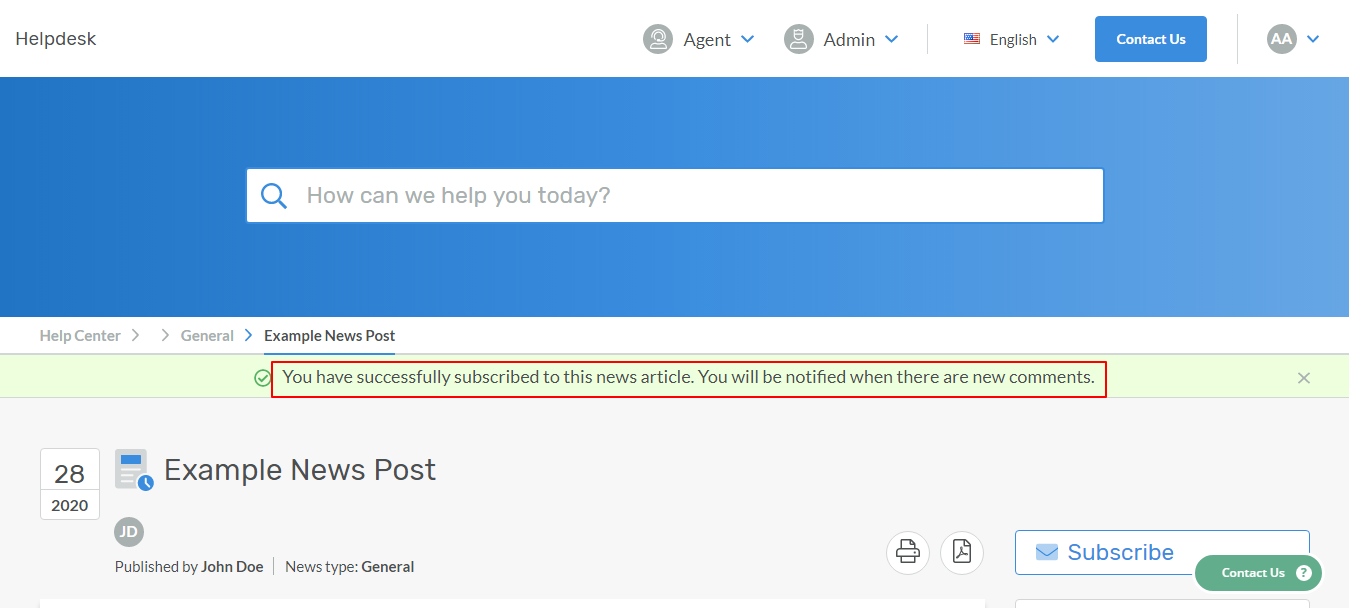 Helpdesk
Agent
Admin
English
Contact Us
AA
How can we help you today?
Help Center
General
Example News Post
You have successfully subscribed to this news article. You will be notified when there are new comments.
28
2020
Example News Post
JD
Published by John Doe
News type: General
Subscribe
Contact Us ?